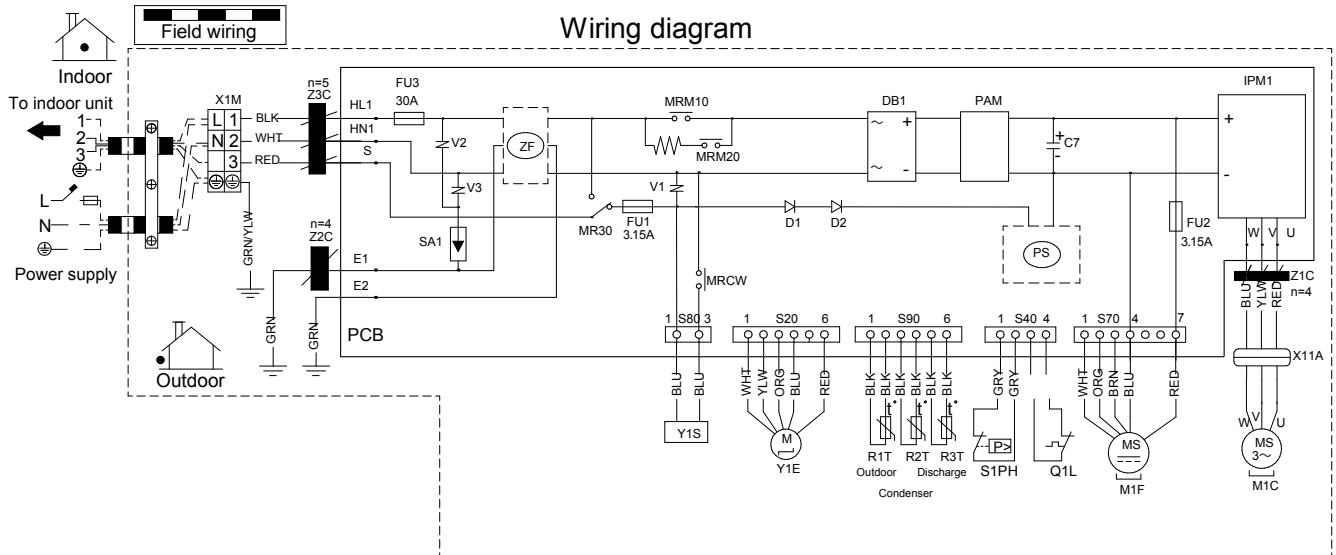 Wiring diagram
Field wiring
Indoor
To indoor unit
1
2
3
L
N
Power supply
Outdoor
X1M
L 1
N 2
3
BLK
WHT
RED
GRN/YLW
n=5
Z3C
n=4
Z2C
GRN
GRN
PCB
HL1
HN1
S
E1
E2
FU3
30A
V2
V3
SA1
ZF
MRM10
MRM20
MR30
FU1
3.15A
V1
MRCW
D1
D2
DB1
~ +
~ -
PAM
+
C7
-
PS
FU2
3.15A
IPM1
+
-
W V U
Z1C
n=4
BLU
YLW
RED
X11A
W V U
MS
3~
M1C
1 S80 3
BLU
BLU
Y1S
1 S20 6
WHT
YLW
ORG
BLU
RED
M
Y1E
1 S90 6
BLK
BLK
BLK
BLK
BLK
BLK
t°
t°
t°
R1T
R2T
R3T
Outdoor
Discharge
Condenser
1 S40 4
GRY
GRY
P>
S1PH
Q1L
1 S70 4 7
WHT
ORG
BRN
BLU
RED
MS
M1F